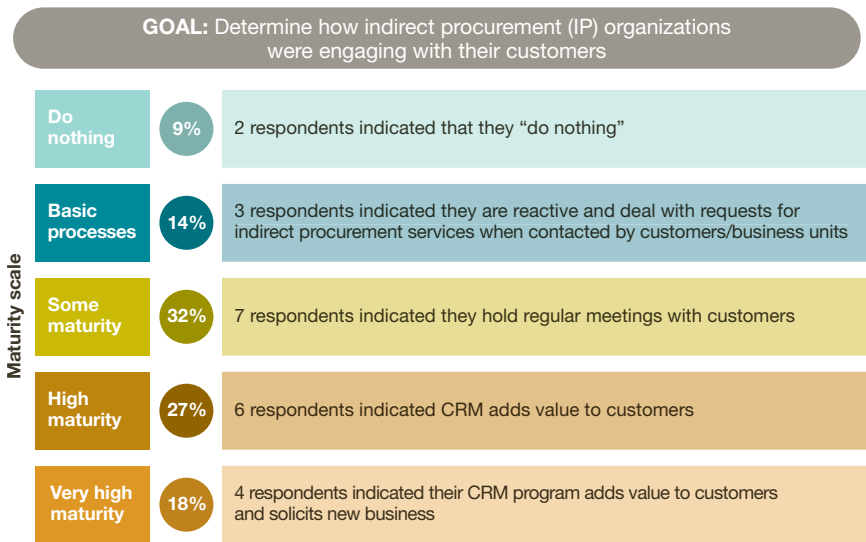 GOAL: Determine how indirect procurement (IP) organizations
were engaging with their customers
Maturity scale
Do
nothing
9%
2 respondents indicated that they “do nothing”
Basic
processes
14%
3 respondents indicated they are reactive and deal with requests for
indirect procurement services when contacted by customers/business units
Some
maturity
32%
7 respondents indicated they hold regular meetings with customers
High
maturity
27%
6 respondents indicated CRM adds value to customers
Very high
maturity
18%
4 respondents indicated their CRM program adds value to customers
and solicits new business